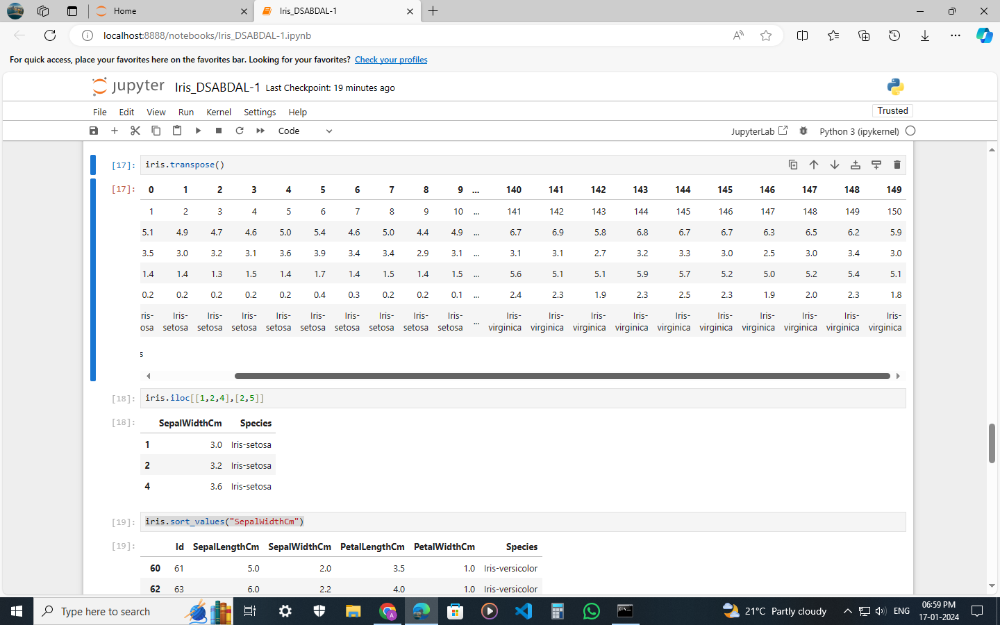 Home
Iris_DSABDAL-1
localhost:8888/notebooks/Iris_DSABDAL-1.ipynb
For quick access, place your favorites here on the favorites bar. Looking for your favorites? Check your profiles
jupyter Iris_DSABDAL-1 Last Checkpoint: 19 minutes ago
File Edit View Run Kernel Settings Help Trusted
Code JupyterLab Python 3 (ipykernel)
[17]: iris.transpose()
[17]: 0 1 2 3 4 5 6 7 8 9 ... 140 141 142 143 144 145 146 147 148 149
1 2 3 4 5 6 7 8 9 10 ... 141 142 143 144 145 146 147 148 149 150
5.1 4.9 4.7 4.6 5.0 5.4 4.6 5.0 4.4 4.9 ... 6.7 6.9 5.8 6.8 6.7 6.7 6.3 6.5 6.2 5.9
3.5 3.0 3.2 3.1 3.6 3.9 3.4 3.4 2.9 3.1 ... 3.1 3.1 2.7 3.2 3.3 3.0 2.5 3.0 3.4 3.0
1.4 1.4 1.3 1.5 1.4 1.7 1.4 1.5 1.4 1.5 ... 5.6 5.1 5.1 5.9 5.7 5.2 5.0 5.2 5.4 5.1
0.2 0.2 0.2 0.2 0.2 0.4 0.3 0.2 0.2 0.1 ... 2.4 2.3 1.9 2.3 2.5 2.3 1.9 2.0 2.3 1.8
ris- Iris- Iris- Iris- Iris- Iris- Iris- Iris- Iris- Iris- ... Iris- Iris- Iris- Iris- Iris- Iris- Iris- Iris- Iris- Iris-
osa setosa setosa setosa setosa setosa setosa setosa setosa setosa virginica virginica virginica virginica virginica virginica virginica virginica virginica virginica
s
[18]: iris.iloc[[1,2,4],[2,5]]
[18]: SepalWidthCm Species
1 3.0 Iris-setosa
2 3.2 Iris-setosa
4 3.6 Iris-setosa
[19]: iris.sort_values("SepalWidthCm")
[19]: Id SepalLengthCm SepalWidthCm PetalLengthCm PetalWidthCm Species
60 61 5.0 2.0 3.5 1.0 Iris-versicolor
62 63 6.0 2.2 4.0 1.0 Iris-versicolor
Type here to search
21°C Partly cloudy
ENG
06:59 PM
17-01-2024